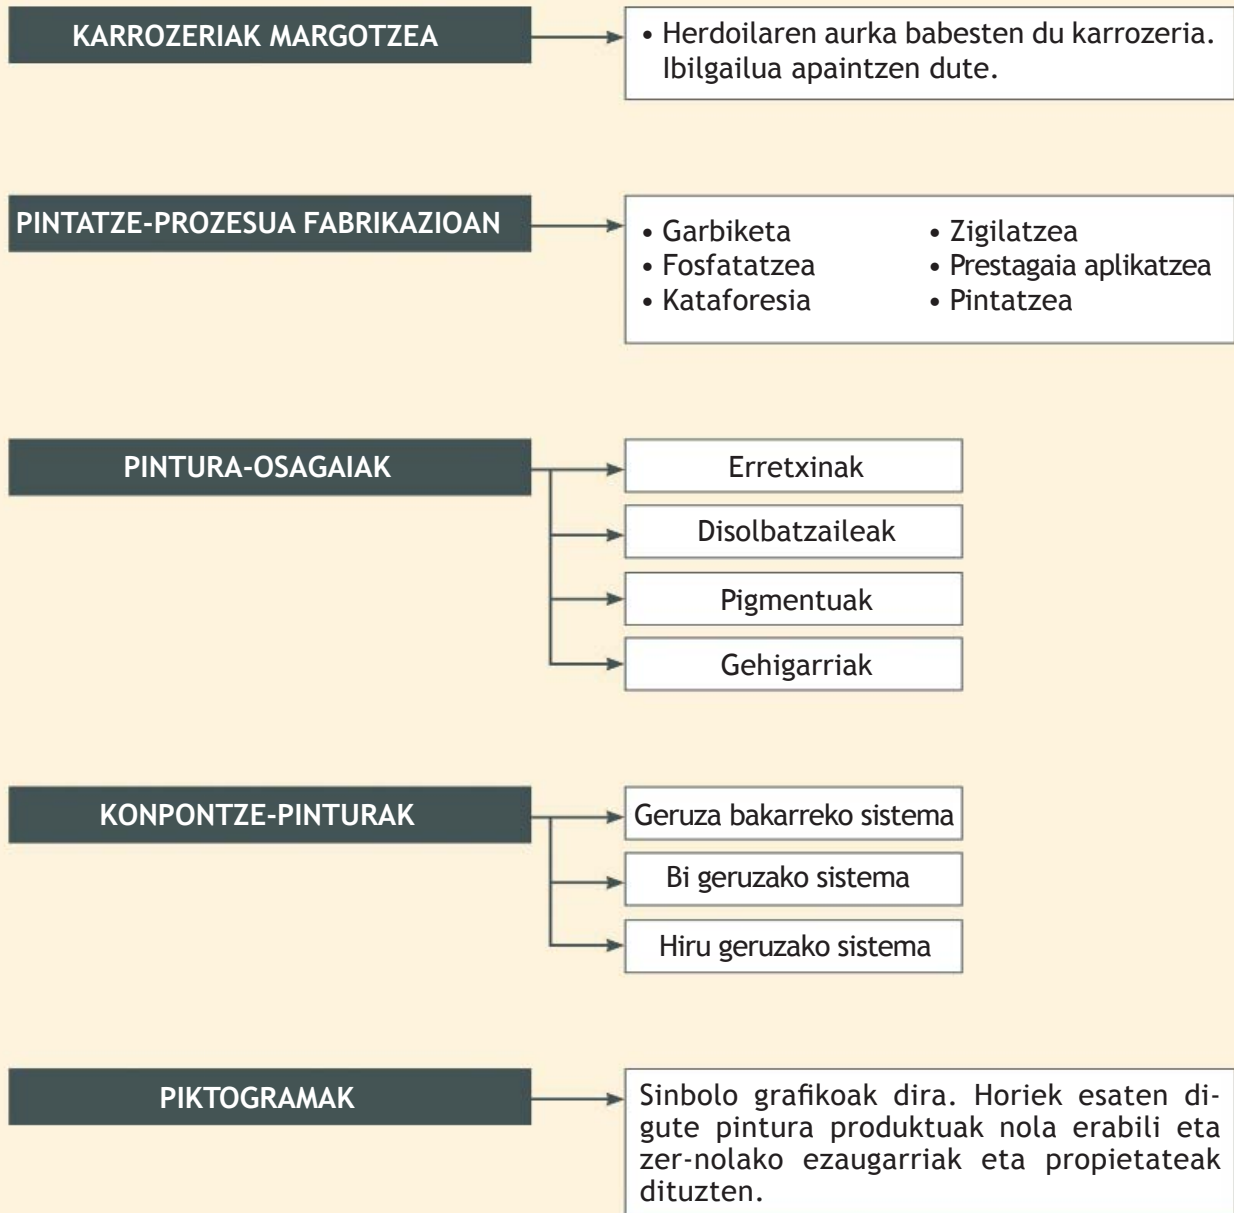 KARROZERIAK MARGOTZEA
• Herdoilaren aurka babesten du karrozeria.
Ibilgailua apaintzen dute.
PINTATZE-PROZESUA FABRIKAZIOAN
• Garbiketa
• Fosfatatzea
• Kataforesia
• Zigilatzea
• Prestagaia aplikatzea
• Pintatzea
PINTURA-OSAGAIAK
Erretxinak
Disolbatzaileak
Pigmentuak
Gehigarriak
KONPONTZE-PINTURAK
Geruza bakarreko sistema
Bi geruzako sistema
Hiru geruzako sistema
PIKTOGRAMAK
Sinbolo grafikoak dira. Horiek esaten di-
gute pintura produktuak nola erabili eta
zer-nolako ezaugarriak eta propietateak
dituzten.